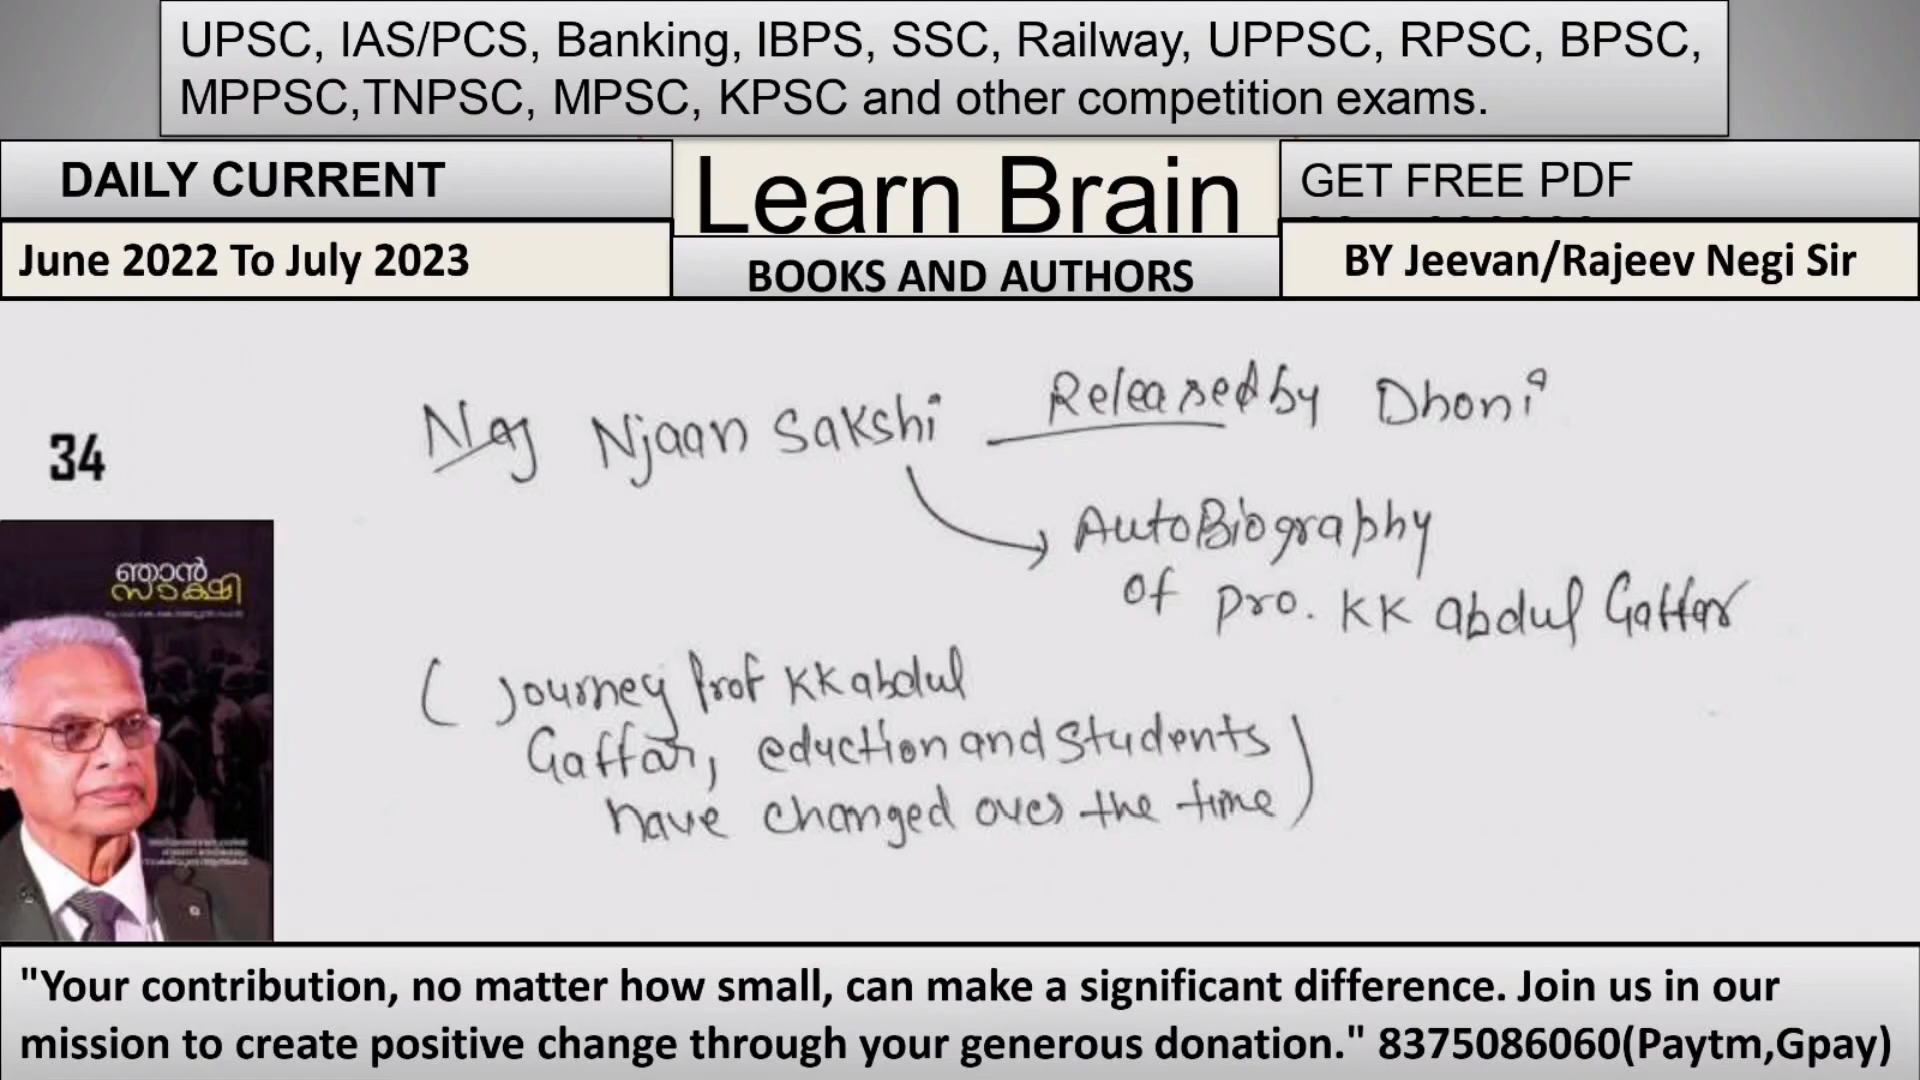 UPSC, IAS/PCS, Banking, IBPS, SSC, Railway, UPPSC, RPSC, BPSC,
MPPSC,TNPSC, MPSC, KPSC and other competition exams.
DAILY CURRENT
Learn Brain
GET FREE PDF
June 2022 To July 2023
BOOKS AND AUTHORS
BY Jeevan/Rajeev Negi Sir
34
Njaan Sakshi Released by Dhoni
AutoBiography
of Pro. KK abdul Gaffar
(Journey Prof KK abdul
Gaffar, eduction and students
have changed over the time)
ഞാൻ
സാക്ഷി
"Your contribution, no matter how small, can make a significant difference. Join us in our
mission to create positive change through your generous donation." 8375086060(Paytm,Gpay)